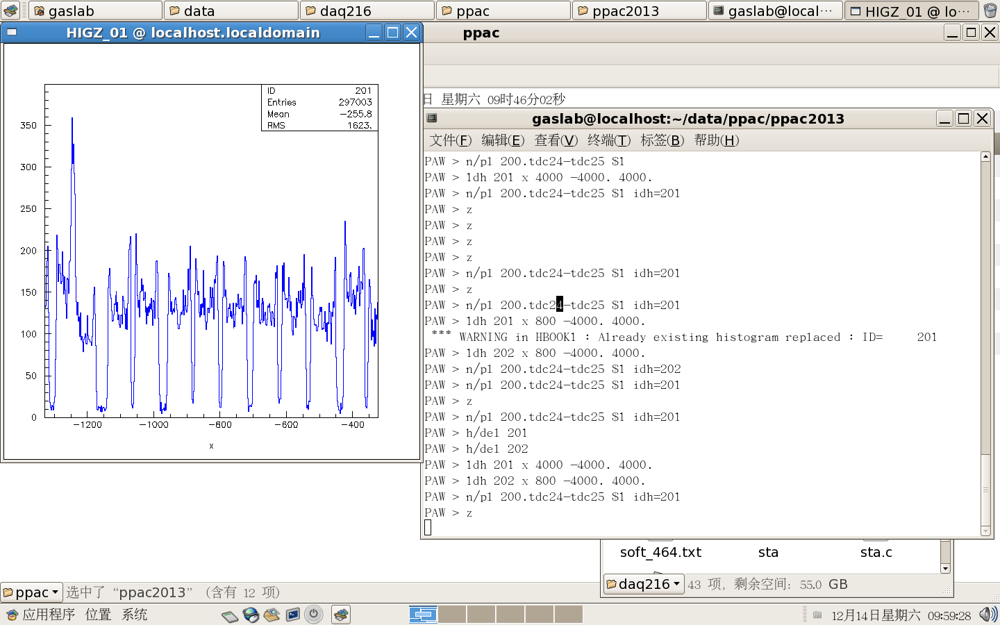 gaslab
data
daq216
ppac
ppac2013
gaslab@local···
HIGZ_01 @ lo···
HIGZ_01 @ localhost.localdomain
ppac
ID 201
Entries 297003
Mean -255.8
RMS 1623.
350
300
250
200
150
100
50
0
-1200 -1000 -800 -600 -400
x
日 星期六 09时46分02秒
gaslab@localhost:~/data/ppac/ppac2013
文件(F) 编辑(E) 查看(V) 终端(T) 标签(B) 帮助(H)
PAW > n/pl 200.tdc24-tdc25 $1
PAW > 1dh 201 x 4000 -4000. 4000.
PAW > n/pl 200.tdc24-tdc25 $1 idh=201
PAW > z
PAW > z
PAW > z
PAW > z
PAW > n/pl 200.tdc24-tdc25 $1 idh=201
PAW > z
PAW > n/pl 200.tdc24-tdc25 $1 idh=201
PAW > 1dh 201 x 800 -4000. 4000.
*** WARNING in HBOOK1 : Already existing histogram replaced : ID= 201
PAW > 1dh 202 x 800 -4000. 4000.
PAW > n/pl 200.tdc24-tdc25 $1 idh=202
PAW > n/pl 200.tdc24-tdc25 $1 idh=201
PAW > z
PAW > n/pl 200.tdc24-tdc25 $1 idh=201
PAW > h/del 201
PAW > h/del 202
PAW > 1dh 201 x 4000 -4000. 4000.
PAW > 1dh 202 x 800 -4000. 4000.
PAW > n/pl 200.tdc24-tdc25 $1 idh=201
PAW > z
soft_464.txt sta sta.c
daq216 43 项, 剩余空间: 55.0 GB
ppac 选中了 “ppac2013” (含有 12 项)
应用程序 位置 系统
12月14日星期六 09:59:28